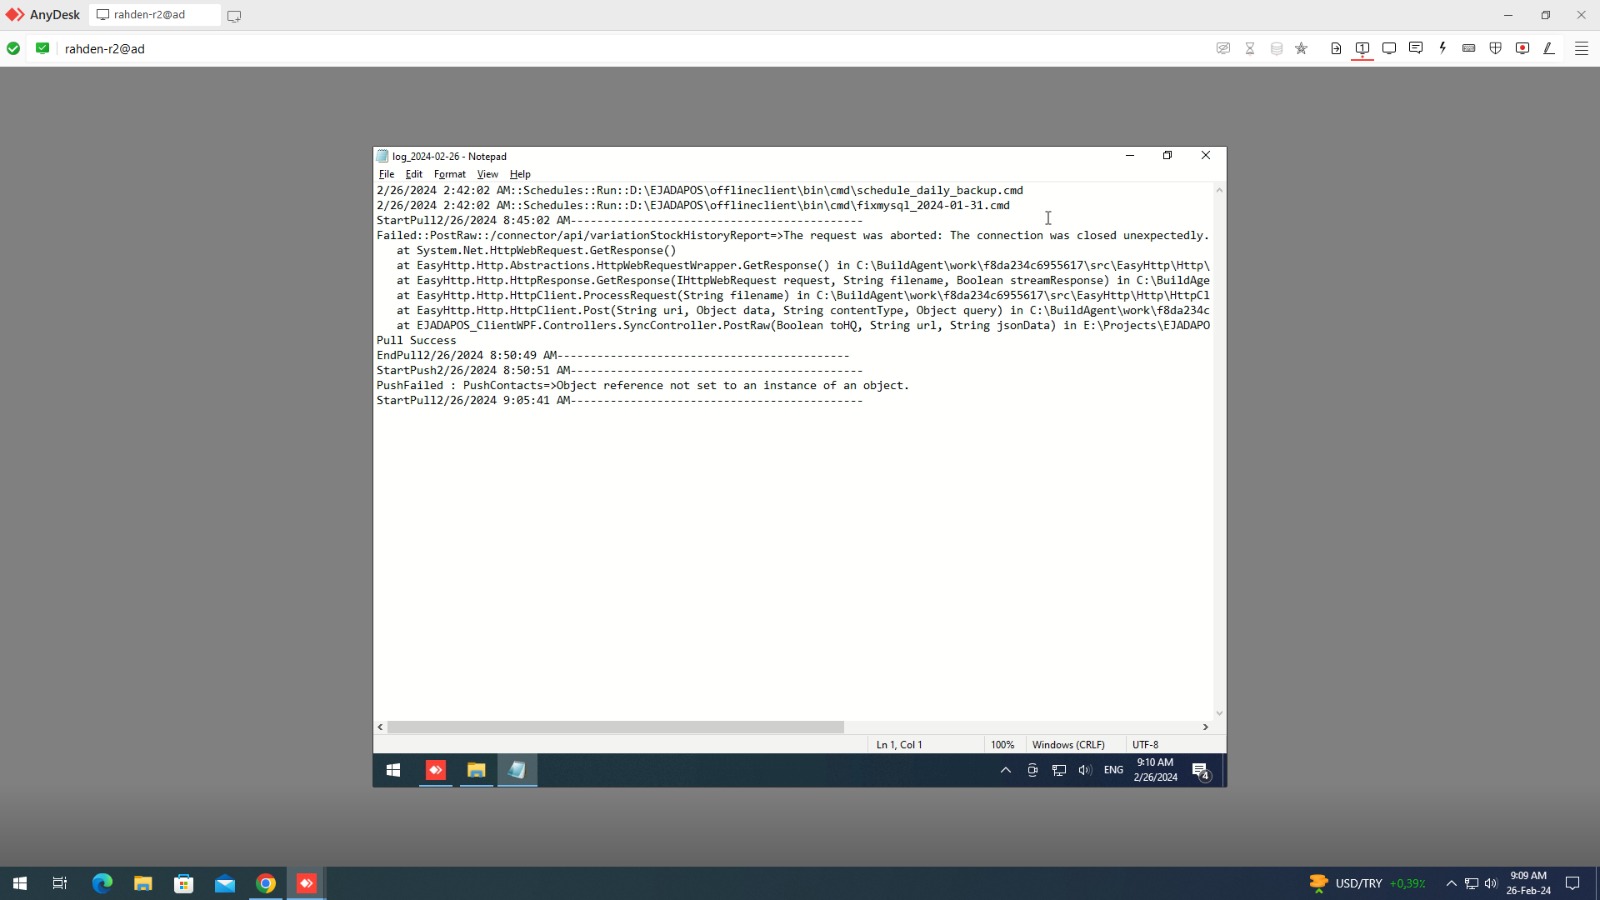 AnyDesk
rahden-r2@ad
rahden-r2@ad
1
log_2024-02-26 - Notepad
File Edit Format View Help
2/26/2024 2:42:02 AM::Schedules::Run::D:\EJADAPOS\offlineclient\bin\cmd\schedule_daily_backup.cmd
2/26/2024 2:42:02 AM::Schedules::Run::D:\EJADAPOS\offlineclient\bin\cmd\fixmysql_2024-01-31.cmd
StartPull2/26/2024 8:45:02 AM--------------------------------------------
Failed::PostRaw::/connector/api/variationStockHistoryReport=>The request was aborted: The connection was closed unexpectedly.
at System.Net.HttpWebRequest.GetResponse()
at EasyHttp.Http.Abstractions.HttpWebRequestWrapper.GetResponse() in C:\BuildAgent\work\f8da234c6955617\src\EasyHttp\Http\
at EasyHttp.Http.HttpResponse.GetResponse(IHttpWebRequest request, String filename, Boolean streamResponse) in C:\BuildAge
at EasyHttp.Http.HttpClient.ProcessRequest(String filename) in C:\BuildAgent\work\f8da234c6955617\src\EasyHttp\Http\HttpCl
at EasyHttp.Http.HttpClient.Post(String uri, Object data, String contentType, Object query) in C:\BuildAgent\work\f8da234c
at EJADAPOS_ClientWPF.Controllers.SyncController.PostRaw(Boolean toHQ, String url, String jsonData) in E:\Projects\EJADAPO
Pull Success
EndPull2/26/2024 8:50:49 AM--------------------------------------------
StartPush2/26/2024 8:50:51 AM--------------------------------------------
PushFailed : PushContacts=>Object reference not set to an instance of an object.
StartPull2/26/2024 9:05:41 AM--------------------------------------------
Ln 1, Col 1 100% Windows (CRLF) UTF-8
ENG
9:10 AM
2/26/2024
4
USD/TRY +0,39%
9:09 AM
26-Feb-24